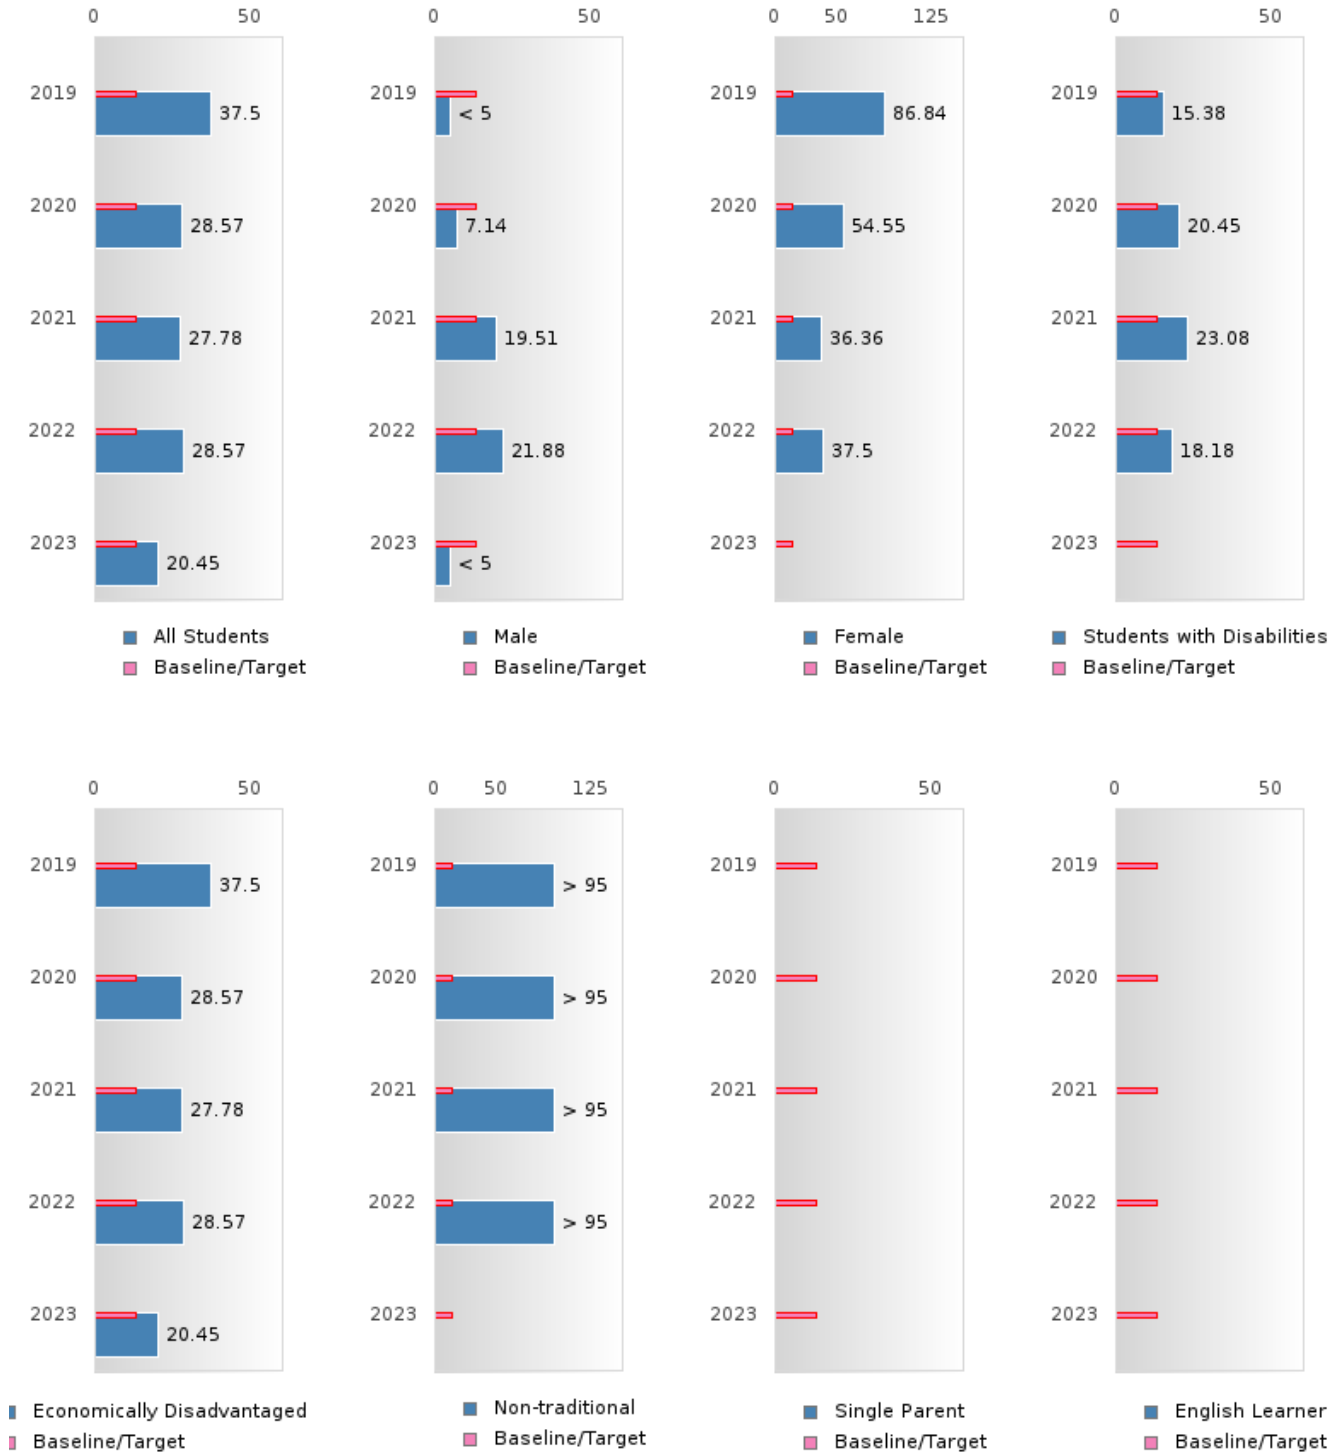 0 50
2019 37.5
2020 28.57
2021 27.78
2022 28.57
2023 20.45
All Students
Baseline/Target
0 50
2019 < 5
2020 7.14
2021 19.51
2022 21.88
2023 < 5
Male
Baseline/Target
0 50 125
2019 86.84
2020 54.55
2021 36.36
2022 37.5
2023
Female
Baseline/Target
0 50
2019 15.38
2020 20.45
2021 23.08
2022 18.18
2023
Students with Disabilities
Baseline/Target
0 50
2019 37.5
2020 28.57
2021 27.78
2022 28.57
2023 20.45
Economically Disadvantaged
Baseline/Target
0 50 125
2019 > 95
2020 > 95
2021 > 95
2022 > 95
2023
Non-traditional
Baseline/Target
0 50
2019
2020
2021
2022
2023
Single Parent
Baseline/Target
0 50
2019
2020
2021
2022
2023
English Learner
Baseline/Target